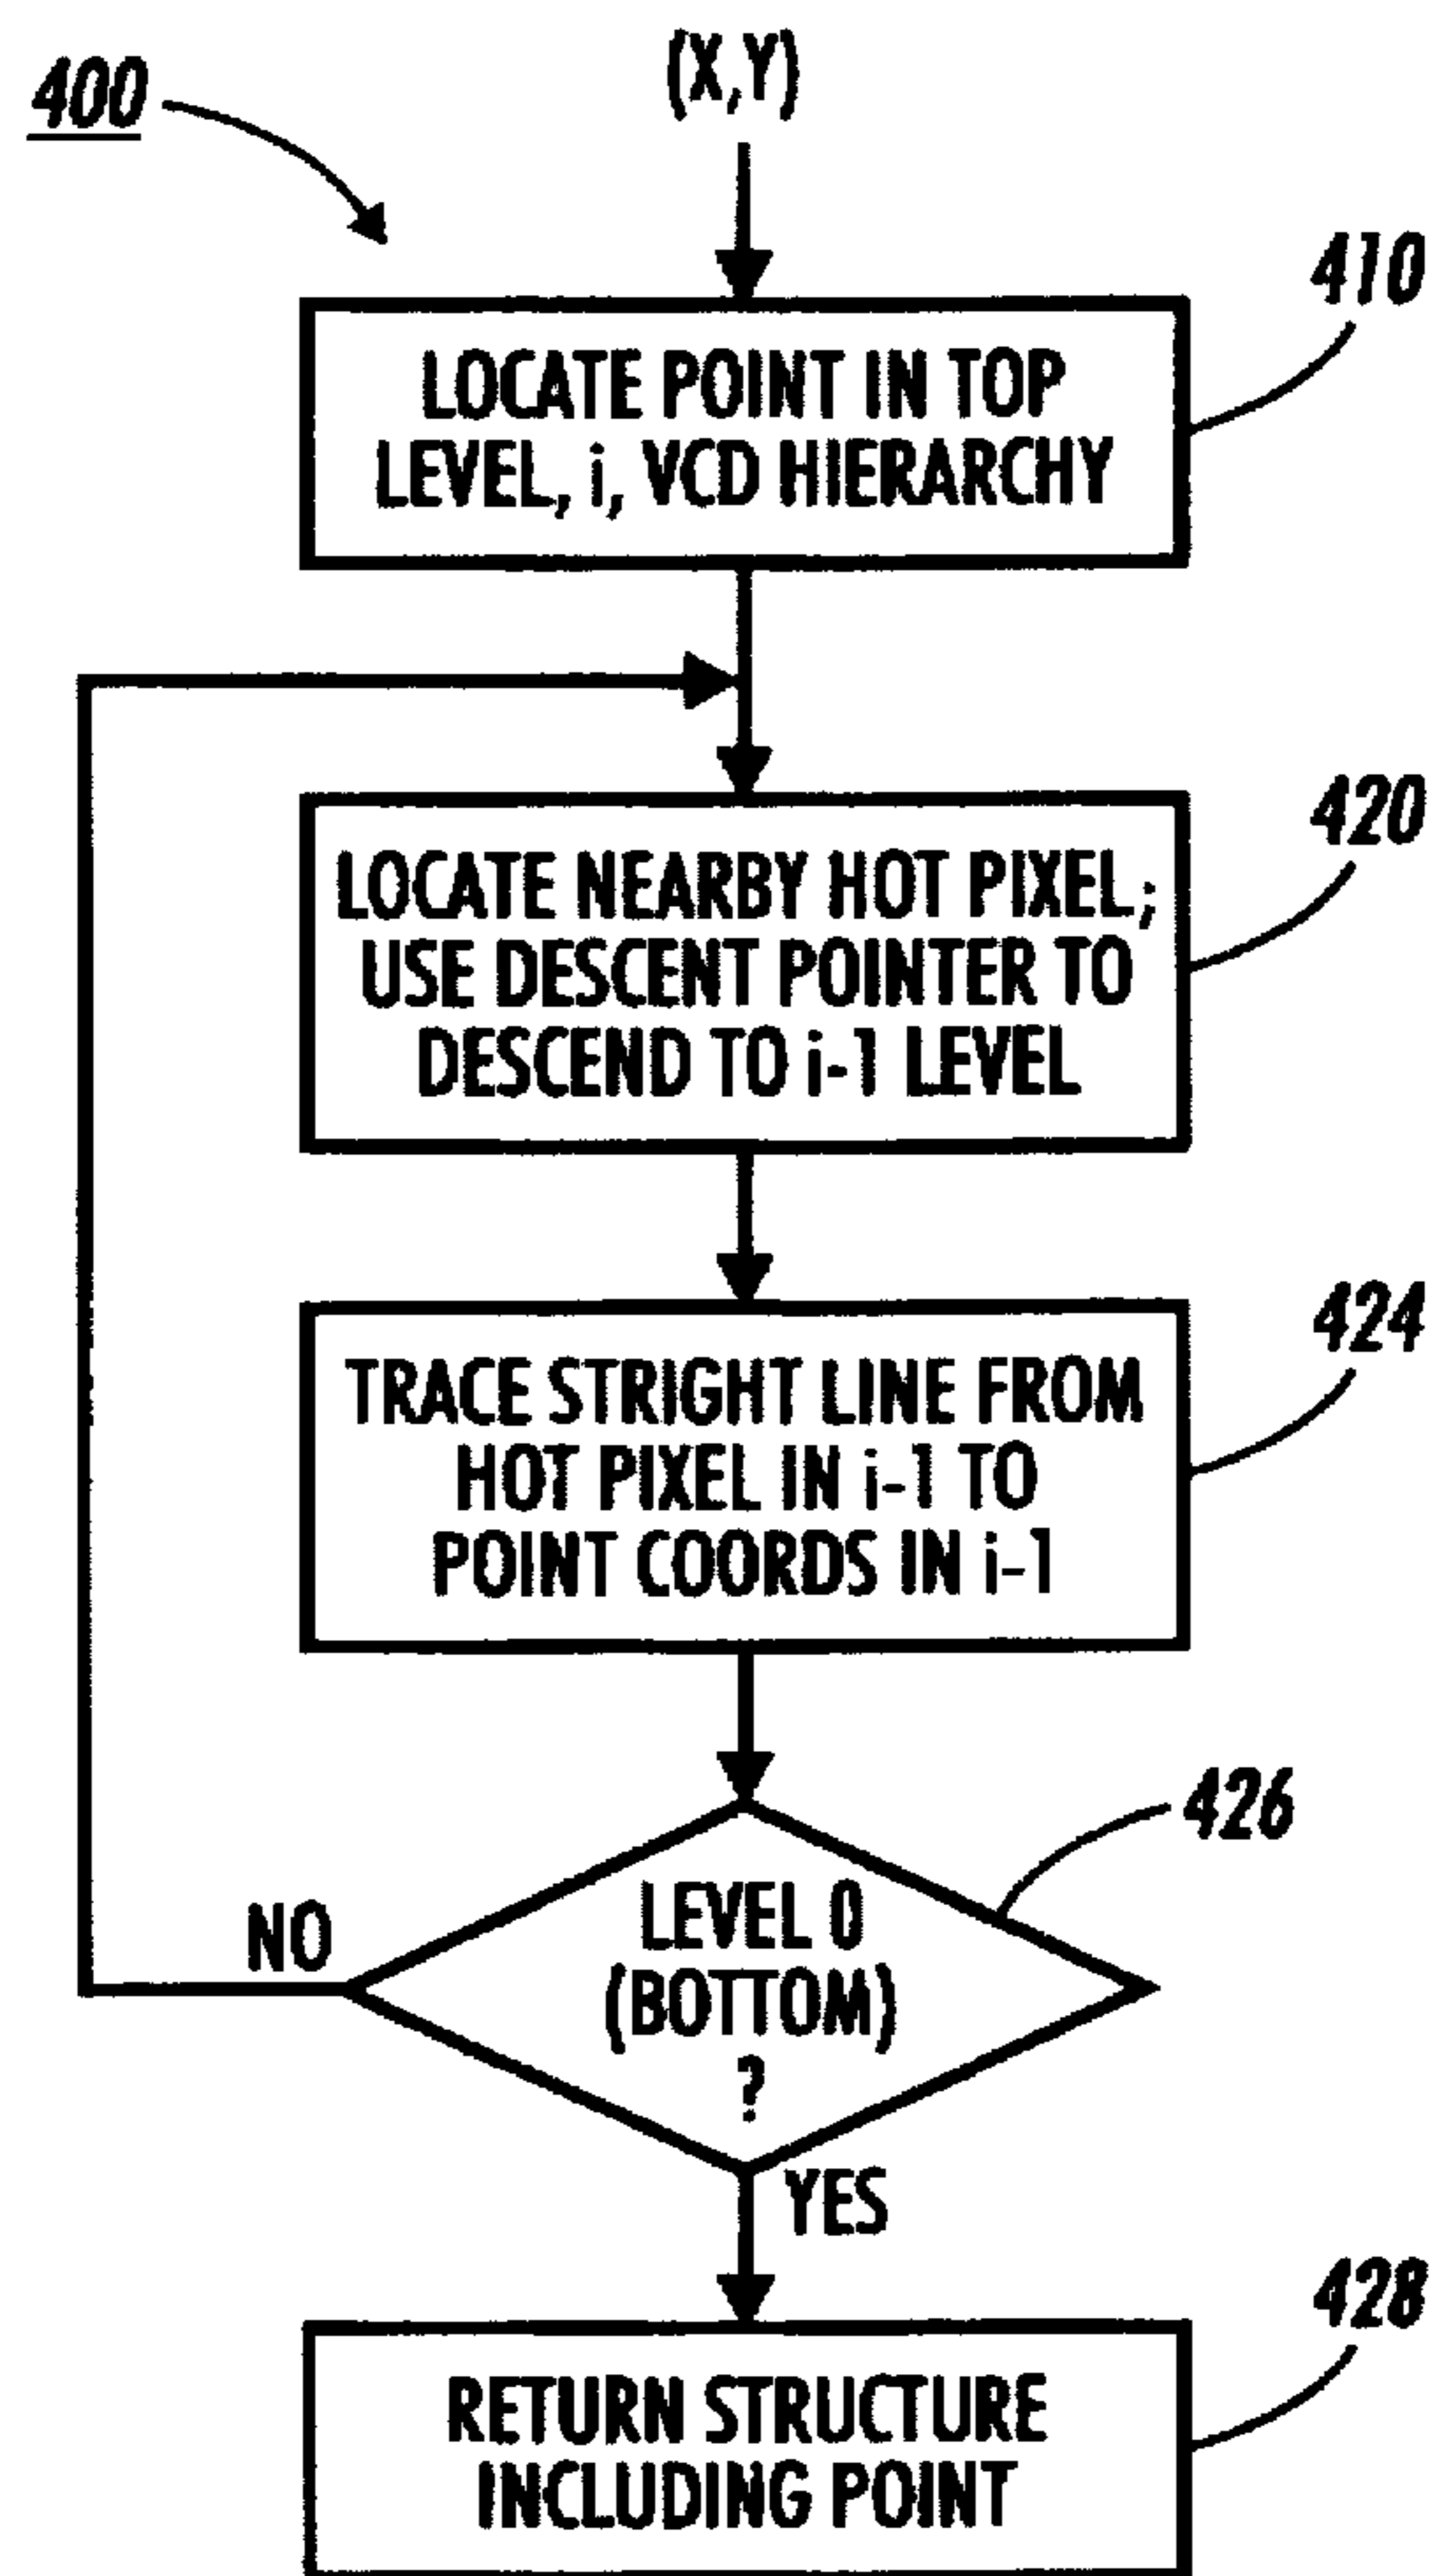 400
(X,Y)
410
LOCATE POINT IN TOP
LEVEL, i, VCD HIERARCHY
420
LOCATE NEARBY HOT PIXEL;
USE DESCENT POINTER TO
DESCEND TO i-1 LEVEL
424
TRACE STRIGHT LINE FROM
HOT PIXEL IN i-1 TO
POINT COORDS IN i-1
426
LEVEL 0
(BOTTOM)
?
NO
YES
428
RETURN STRUCTURE
INCLUDING POINT